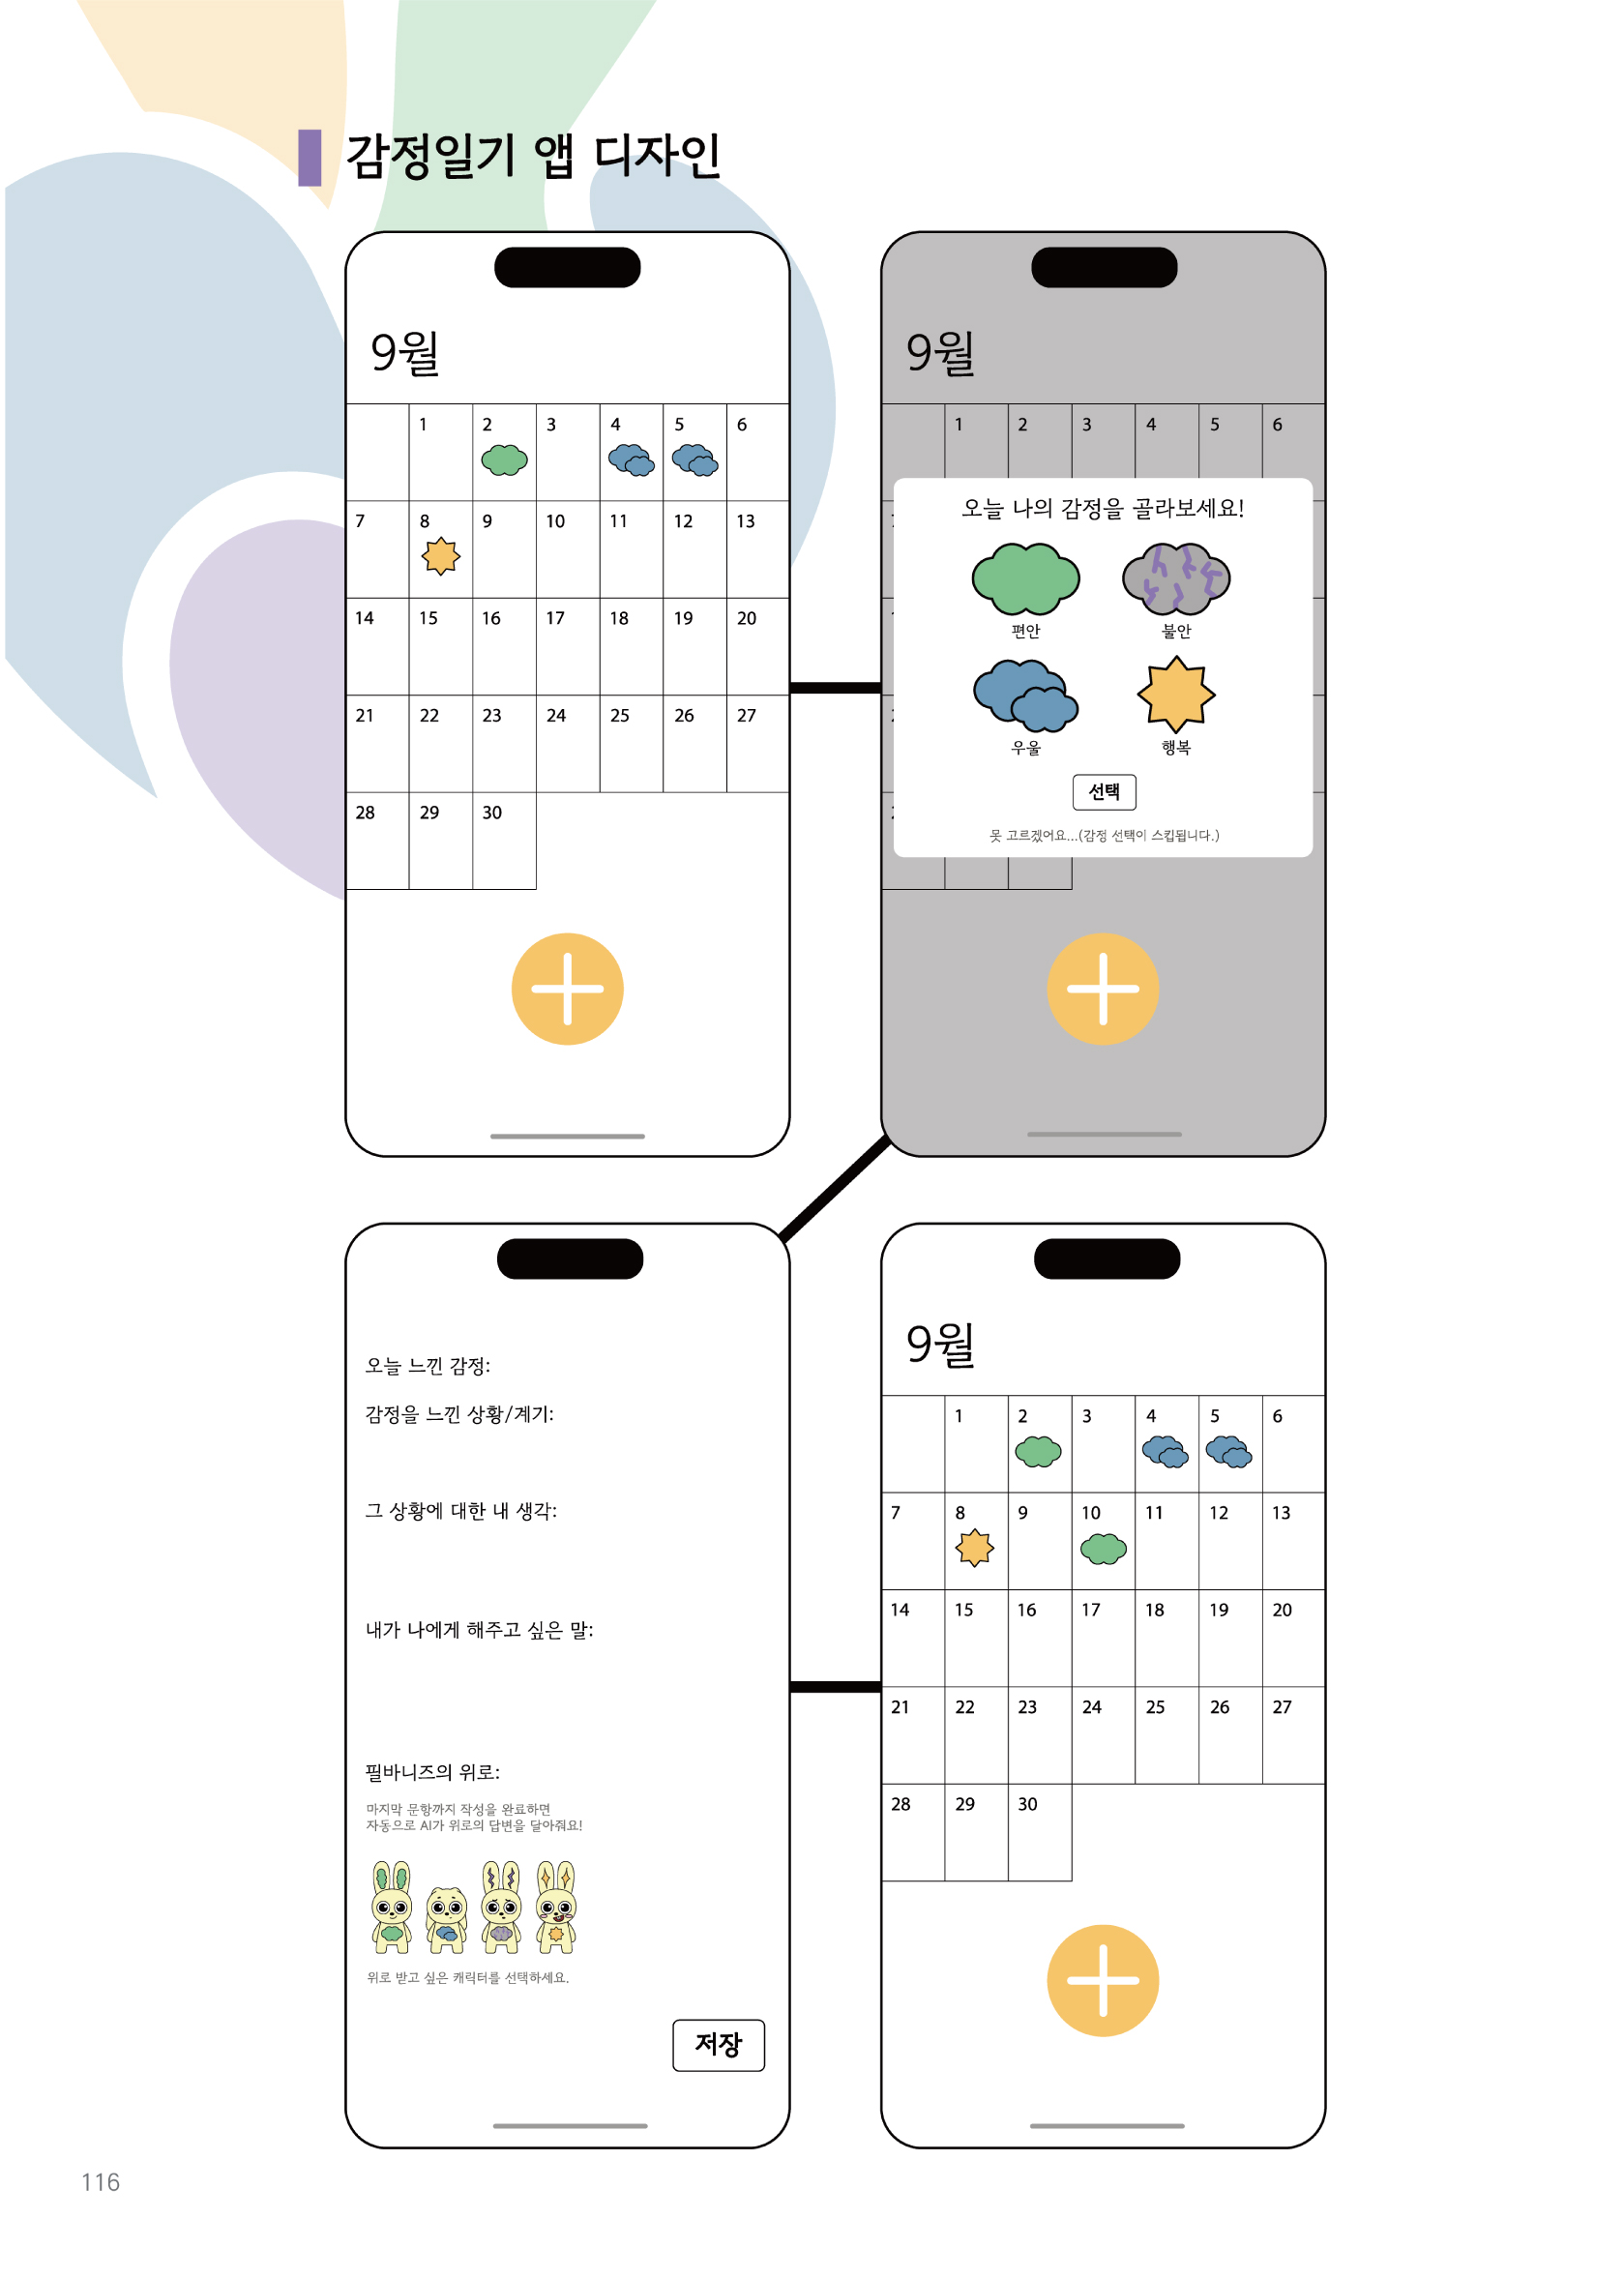 감정일기 앱 디자인
9월
1 2 3 4 5 6
7 8 9 10 11 12 13
14 15 16 17 18 19 20
21 22 23 24 25 26 27
28 29 30
9월
1 2 3 4 5 6
오늘 나의 감정을 골라보세요!
편안 불안
우울 행복
선택
못 고르겠어요...(감정 선택이 스킵됩니다.)
오늘 느낀 감정:
감정을 느낀 상황/계기:
그 상황에 대한 내 생각:
내가 나에게 해주고 싶은 말:
필바니즈의 위로:
마지막 문항까지 작성을 완료하면
자동으로 AI가 위로의 답변을 달아줘요!
위로 받고 싶은 캐릭터를 선택하세요.
저장
9월
1 2 3 4 5 6
7 8 9 10 11 12 13
14 15 16 17 18 19 20
21 22 23 24 25 26 27
28 29 30
116